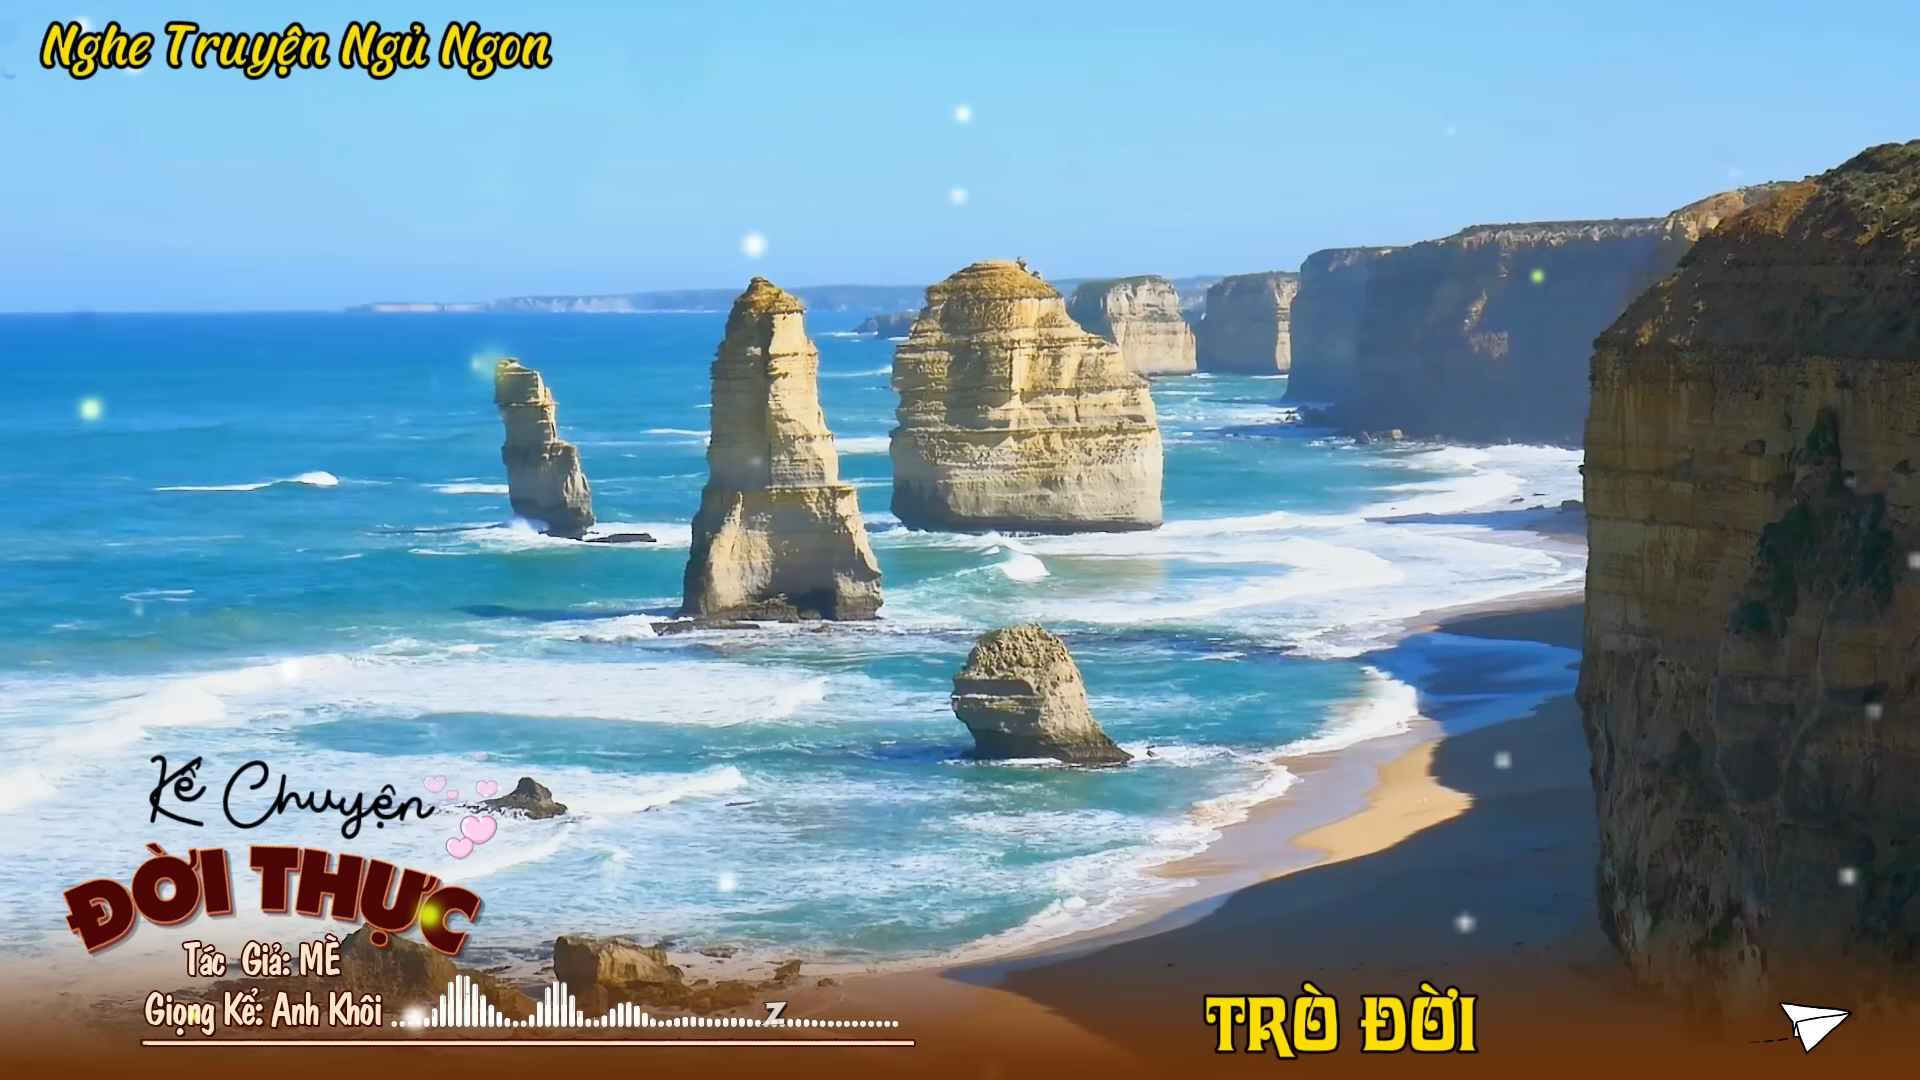 Nghe Truyện Ngủ Ngon
Kể Chuyện
ĐỜI THỰC
Tác Giả: MÈ
Giọng Kể: Anh Khôi
Z
TRÒ ĐỜI